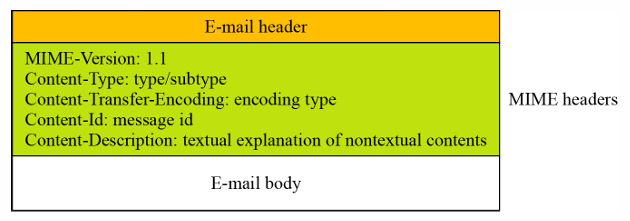 E-mail header
MIME-Version: 1.1
Content-Type: type/subtype
Content-Transfer-Encoding: encoding type
Content-Id: message id
Content-Description: textual explanation of nontextual contents
MIME headers
E-mail body